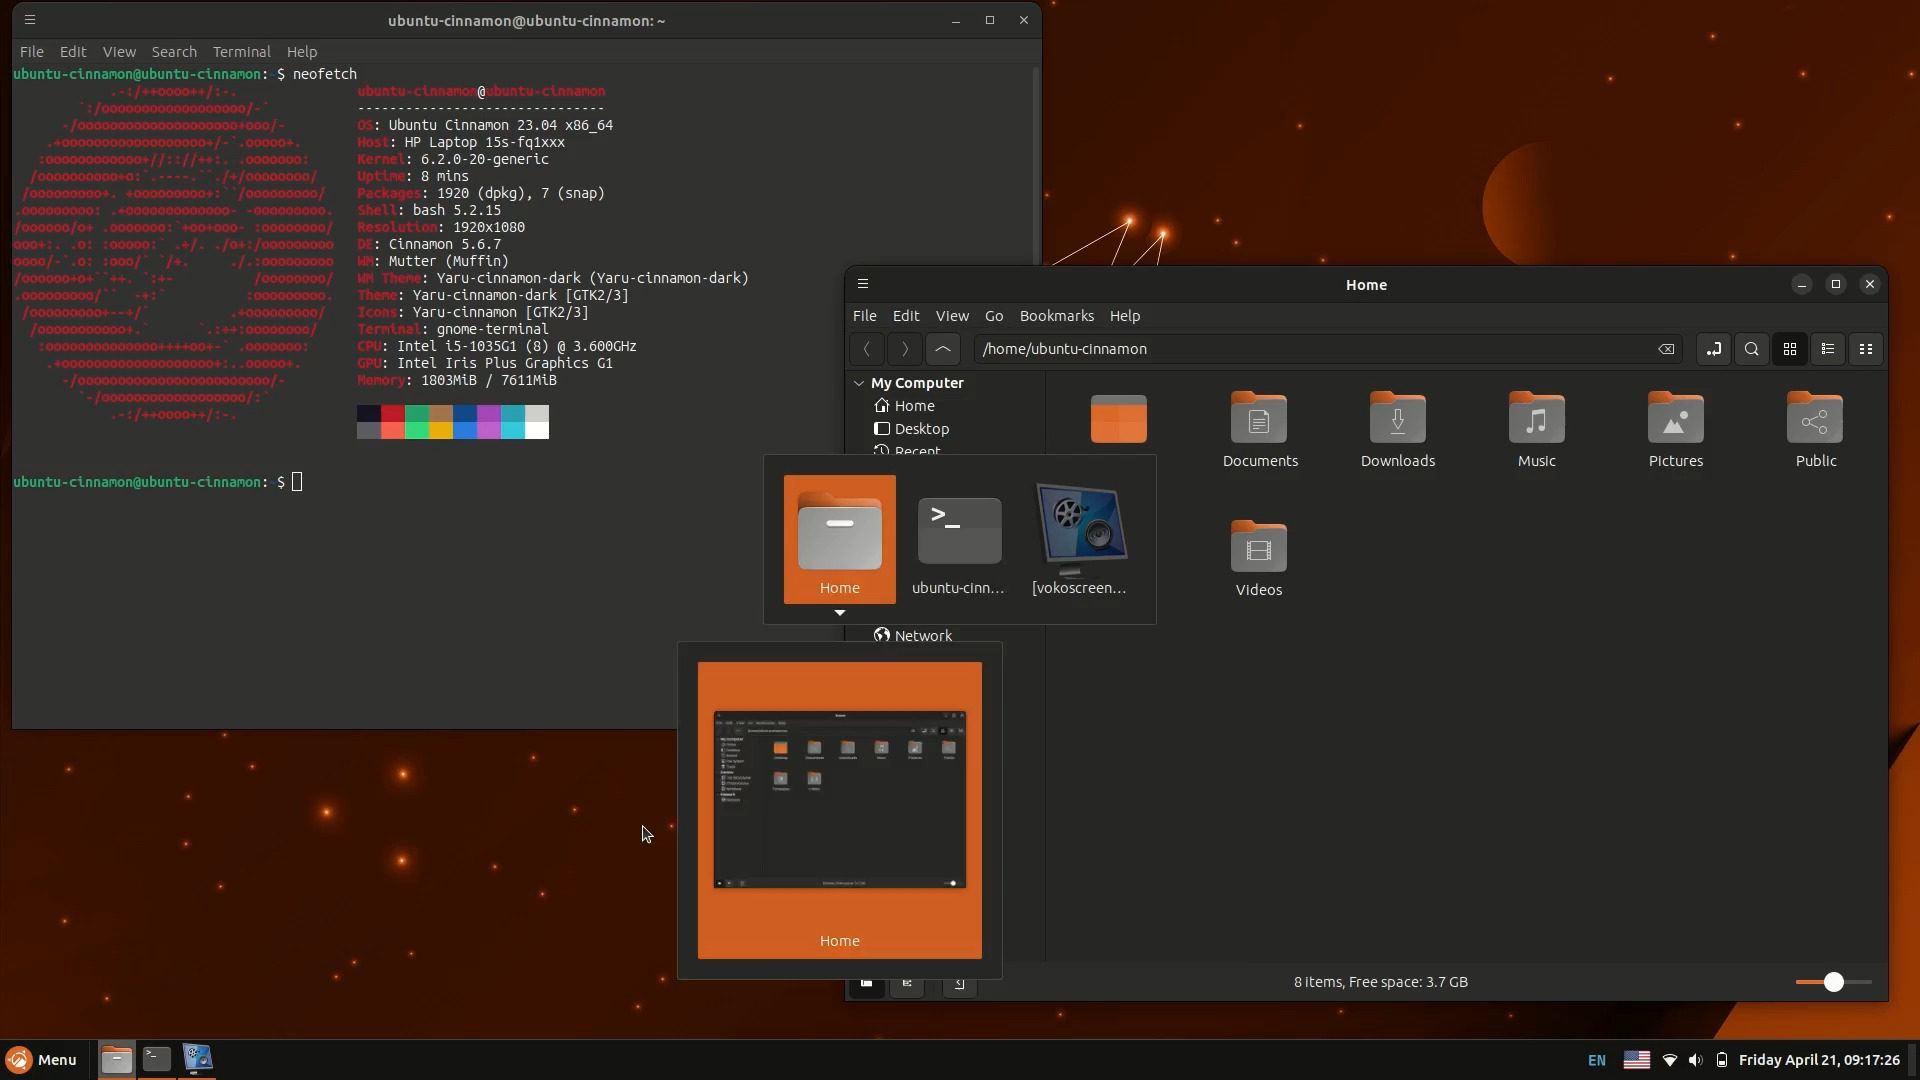 ubuntu-cinnamon@ubuntu-cinnamon: ~
File Edit View Search Terminal Help
ubuntu-cinnamon@ubuntu-cinnamon:~$ neofetch
ubuntu-cinnamon@ubuntu-cinnamon
-------------------------------
OS: Ubuntu Cinnamon 23.04 x86_64
Host: HP Laptop 15s-fq1xxx
Kernel: 6.2.0-20-generic
Uptime: 8 mins
Packages: 1920 (dpkg), 7 (snap)
Shell: bash 5.2.15
Resolution: 1920x1080
DE: Cinnamon 5.6.7
WM: Mutter (Muffin)
WM Theme: Yaru-cinnamon-dark (Yaru-cinnamon-dark)
Theme: Yaru-cinnamon-dark [GTK2/3]
Icons: Yaru-cinnamon [GTK2/3]
Terminal: gnome-terminal
CPU: Intel i5-1035G1 (8) @ 3.600GHz
GPU: Intel Iris Plus Graphics G1
Memory: 1803MiB / 7611MiB
ubuntu-cinnamon@ubuntu-cinnamon:~$
Home
File Edit View Go Bookmarks Help
/home/ubuntu-cinnamon
My Computer
Home
Desktop
Recent
Network
Documents
Downloads
Music
Pictures
Public
Videos
8 items, Free space: 3.7 GB
Home
ubuntu-cinn...
[vokoscreen...
Home
Menu
EN
Friday April 21, 09:17:26